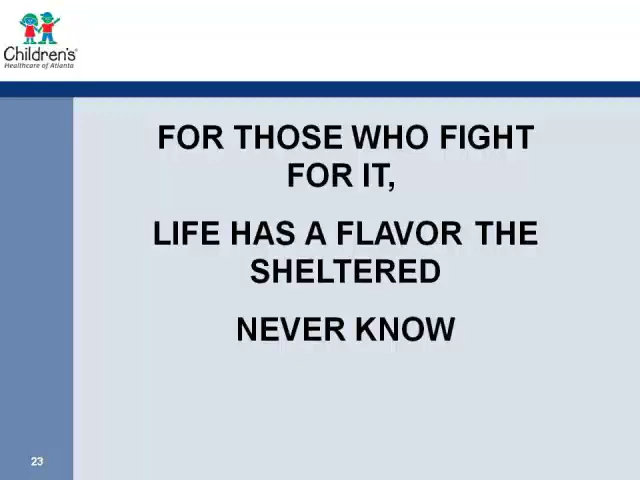 Children's
Healthcare of Atlanta
FOR THOSE WHO FIGHT
FOR IT,
LIFE HAS A FLAVOR THE
SHELTERED
NEVER KNOW
23